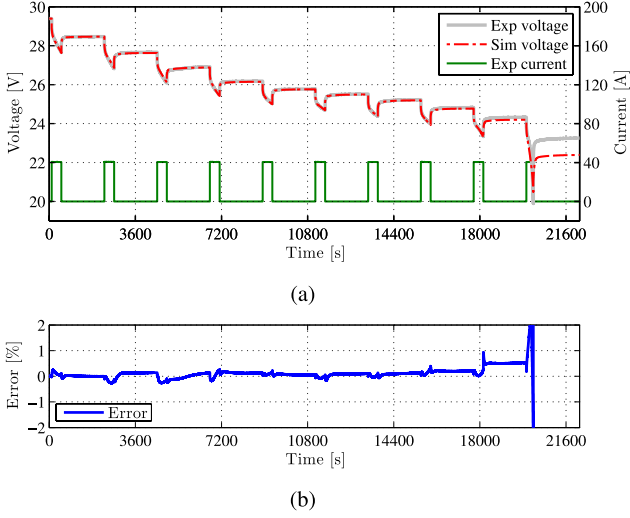 30 200
28 160
26 120
24 80
22 40
20 0
Voltage [V]
Current [A]
Exp voltage
Sim voltage
Exp current
0 3600 7200 10800 14400 18000 21600
Time [s]
(a)
2
1
0
−1
−2
Error [%]
Error
0 3600 7200 10800 14400 18000 21600
Time [s]
(b)